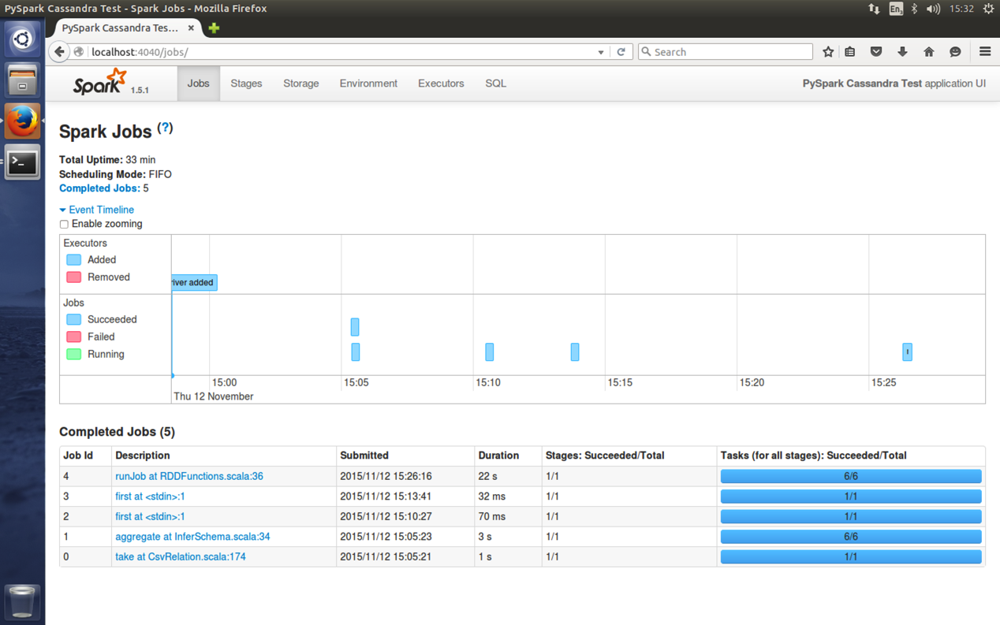 PySpark Cassandra Test - Spark Jobs - Mozilla Firefox
En1 15:32
PySpark Cassandra Tes... ×
localhost:4040/jobs/
Search
Spark 1.5.1
Jobs Stages Storage Environment Executors SQL
PySpark Cassandra Test application UI
Spark Jobs (?)
Total Uptime: 33 min
Scheduling Mode: FIFO
Completed Jobs: 5
Event Timeline
Enable zooming
Executors
Added
Removed
river added
Jobs
Succeeded
Failed
Running
15:00 15:05 15:10 15:15 15:20 15:25
Thu 12 November
Completed Jobs (5)
Job Id Description Submitted Duration Stages: Succeeded/Total Tasks (for all stages): Succeeded/Total
4 runJob at RDDFunctions.scala:36 2015/11/12 15:26:16 22 s 1/1 6/6
3 first at <stdin>:1 2015/11/12 15:13:41 32 ms 1/1 1/1
2 first at <stdin>:1 2015/11/12 15:10:27 70 ms 1/1 1/1
1 aggregate at InferSchema.scala:34 2015/11/12 15:05:23 3 s 1/1 6/6
0 take at CsvRelation.scala:174 2015/11/12 15:05:21 1 s 1/1 1/1